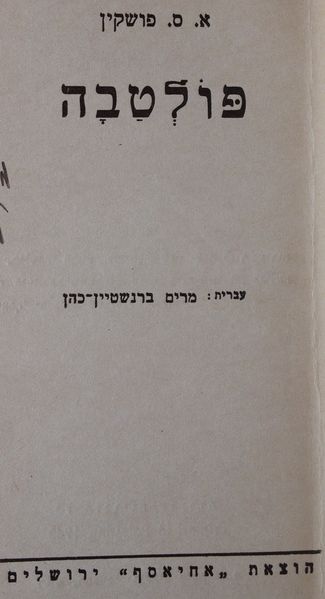 א. ס. פושקין
פּוֹלְטַבָה
עברית: מרים ברנשטיין־כהן
הוצאת „אחיאסף“ ירושלים